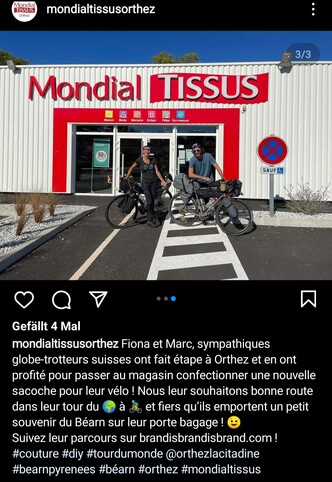 Mondial
TISSUS
Orthez
mondialtissusorthez
3/3
Mondial TISSUS
SAUF
Gefällt 4 Mal
mondialtissusorthez Fiona et Marc, sympathiques
globe-trotteurs suisses ont fait étape à Orthez et en ont
profité pour passer au magasin confectionner une nouvelle
sacoche pour leur vélo ! Nous leur souhaitons bonne route
dans leur tour du 🌍 à 🚴 et fiers qu'ils emportent un petit
souvenir du Béarn sur leur porte bagage ! 😉
Suivez leur parcours sur brandisbrandisbrand.com !
#couture #diy #tourdumonde @orthezlacitadine
#bearnpyrenees #béarn #orthez #mondialtissus